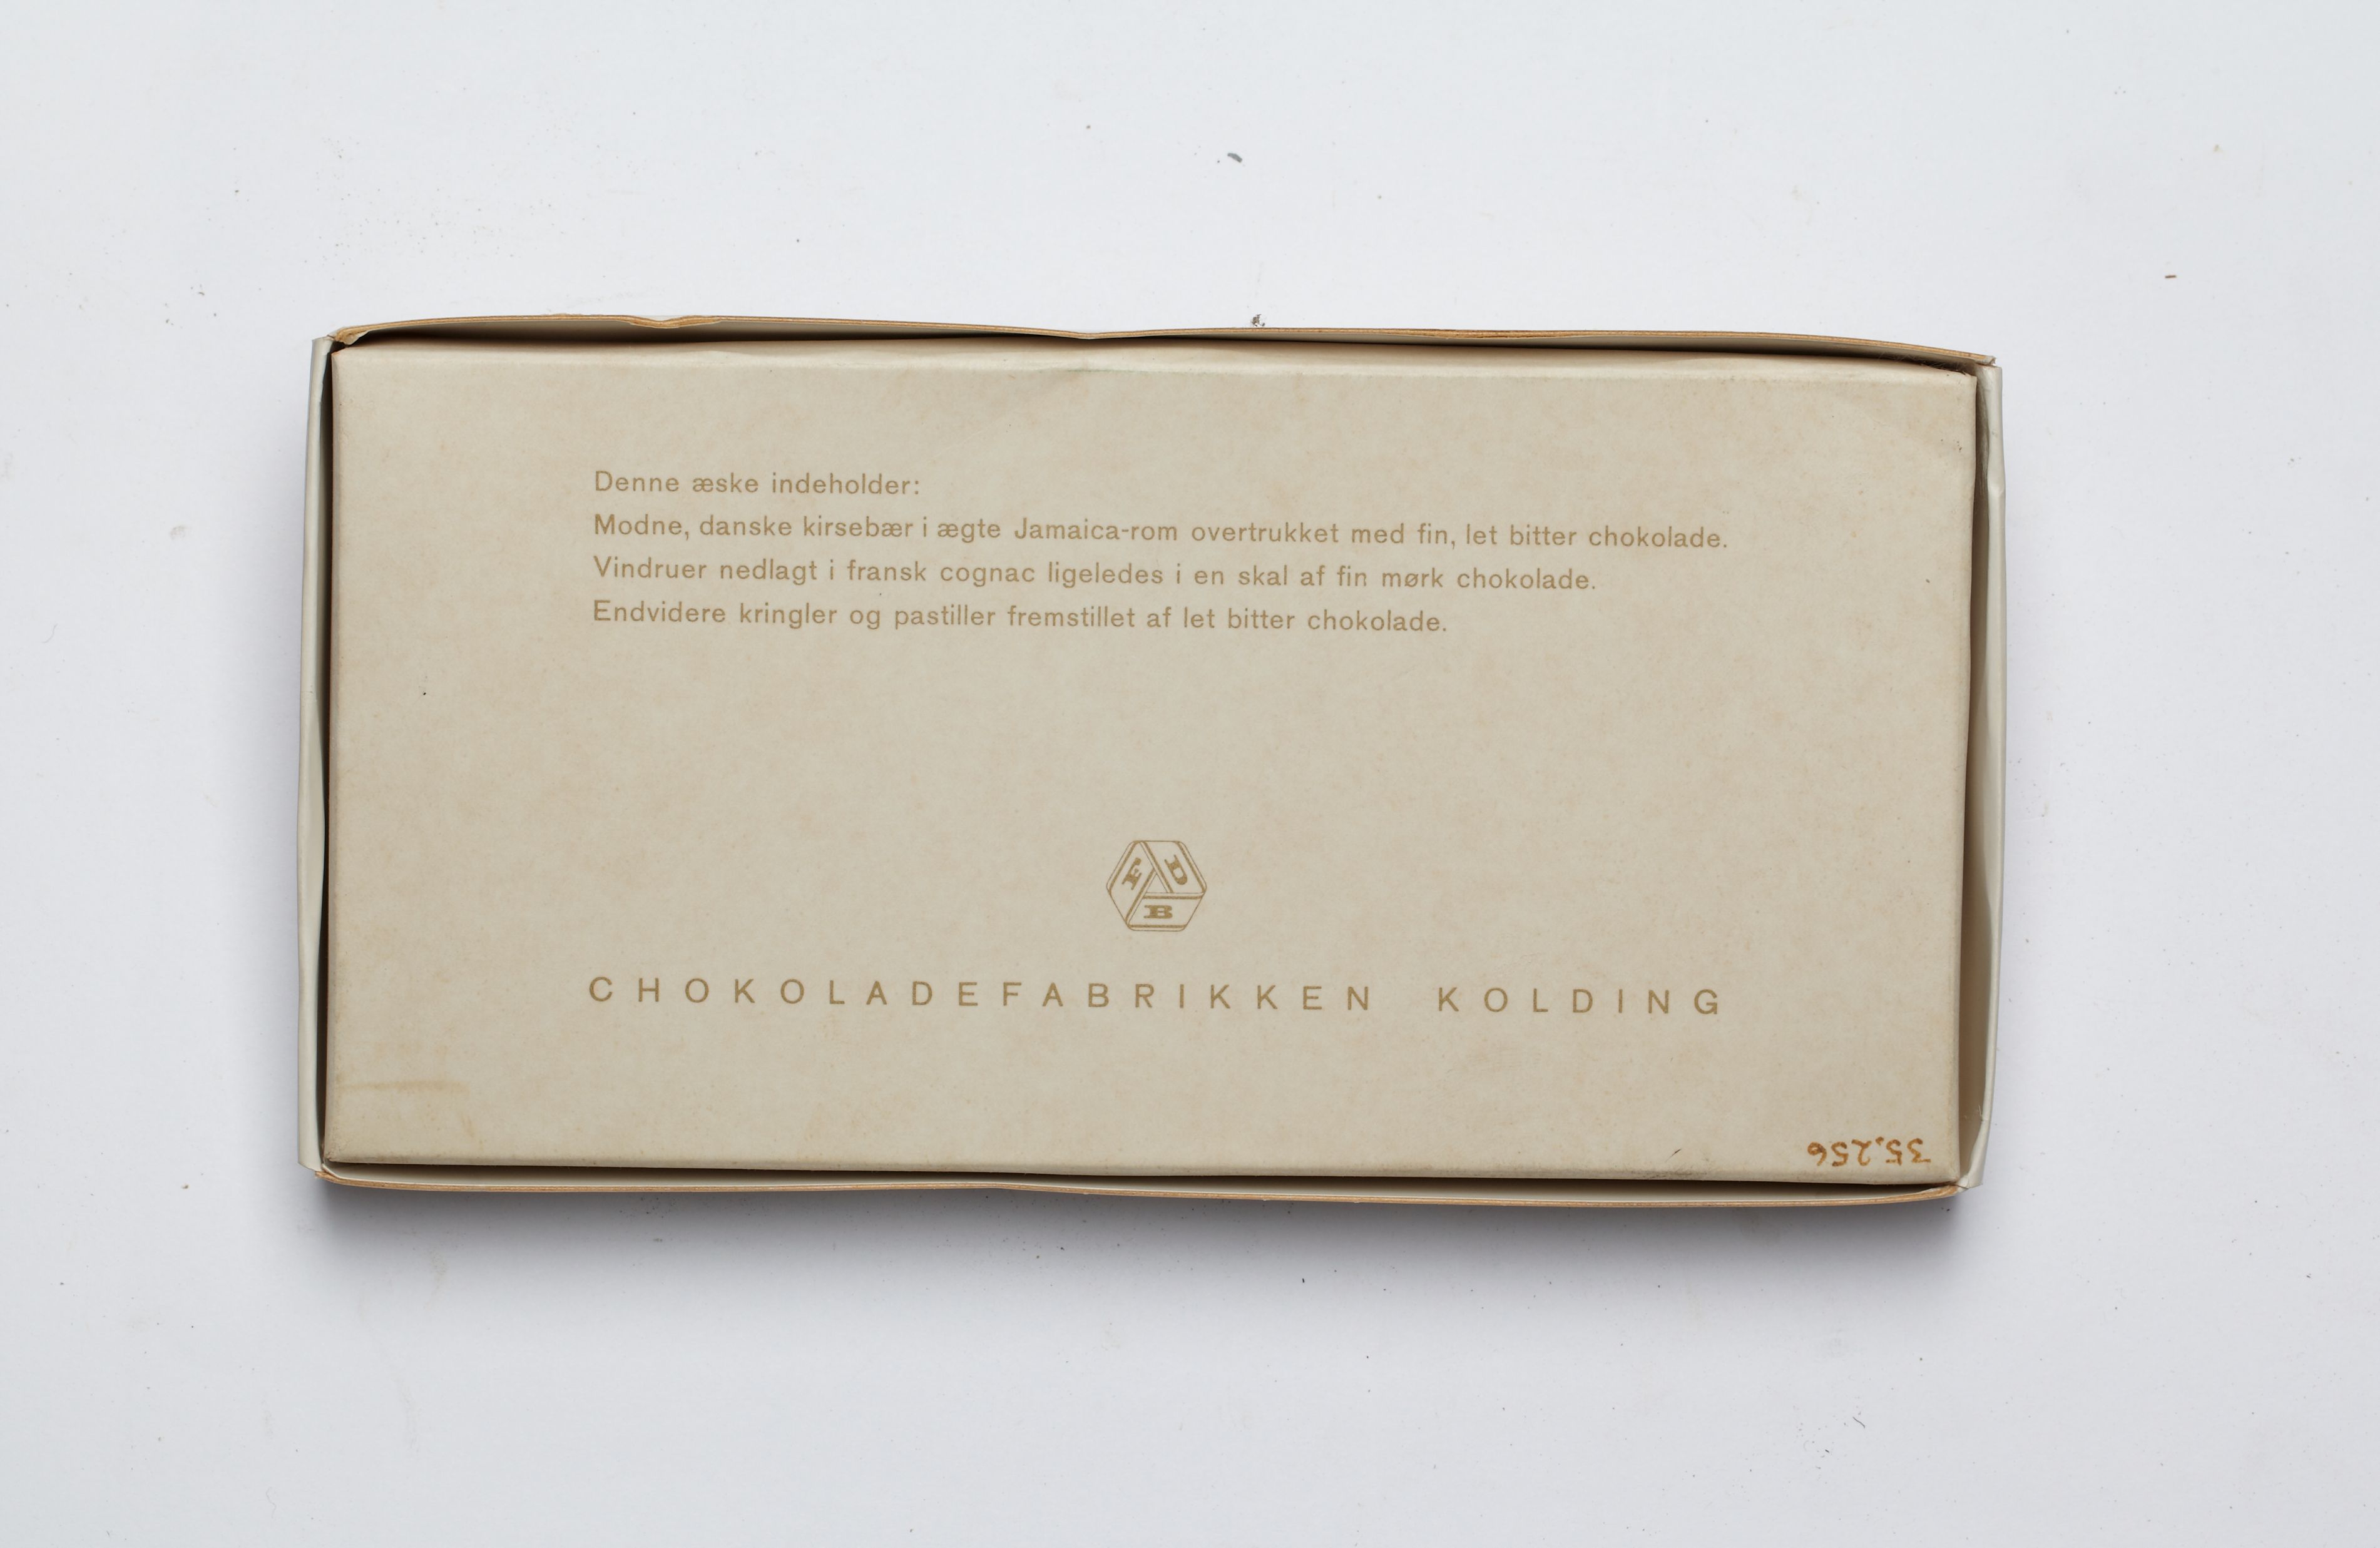 Denne æske indeholder:
Modne, danske kirsebær i ægte Jamaica-rom overtrukket med fin, let bitter chokolade.
Vindruer nedlagt i fransk cognac ligeledes i en skal af fin mørk chokolade.
Endvidere kringler og pastiller fremstillet af let bitter chokolade.
F D
B
CHOKOLADEFABRIKKEN KOLDING
35.256